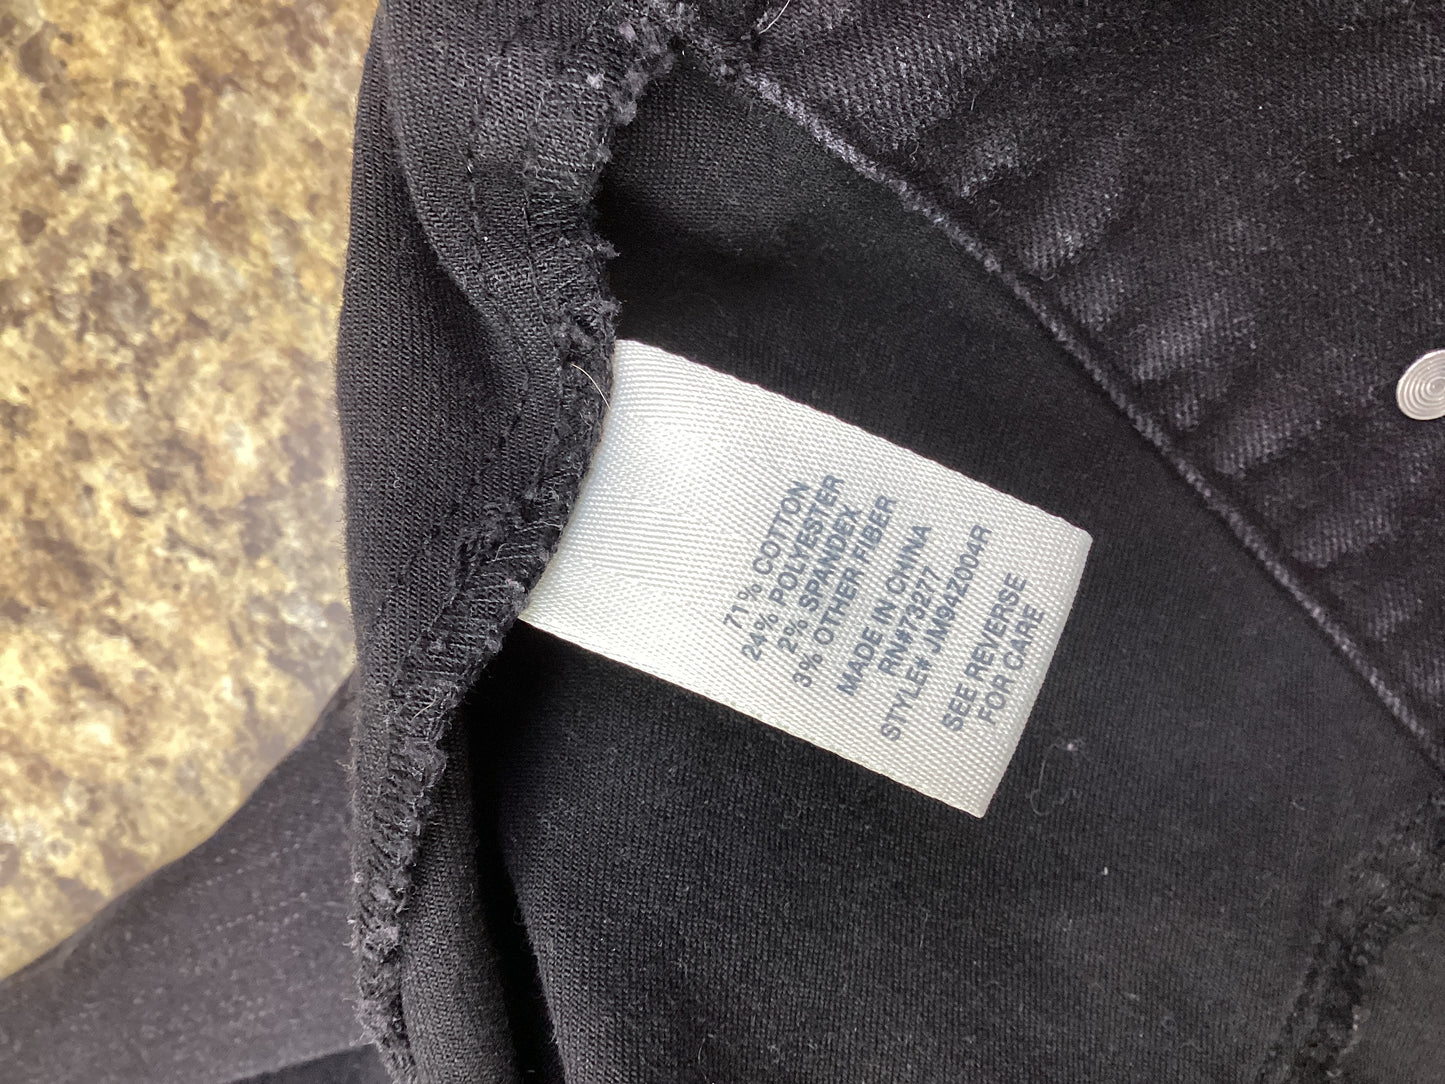 71% COTTON
24% POLYESTER
2% SPANDEX
3% OTHER FIBER
MADE IN CHINA
RN#73277
STYLE# JM94Z004R
SEE REVERSE
FOR CARE